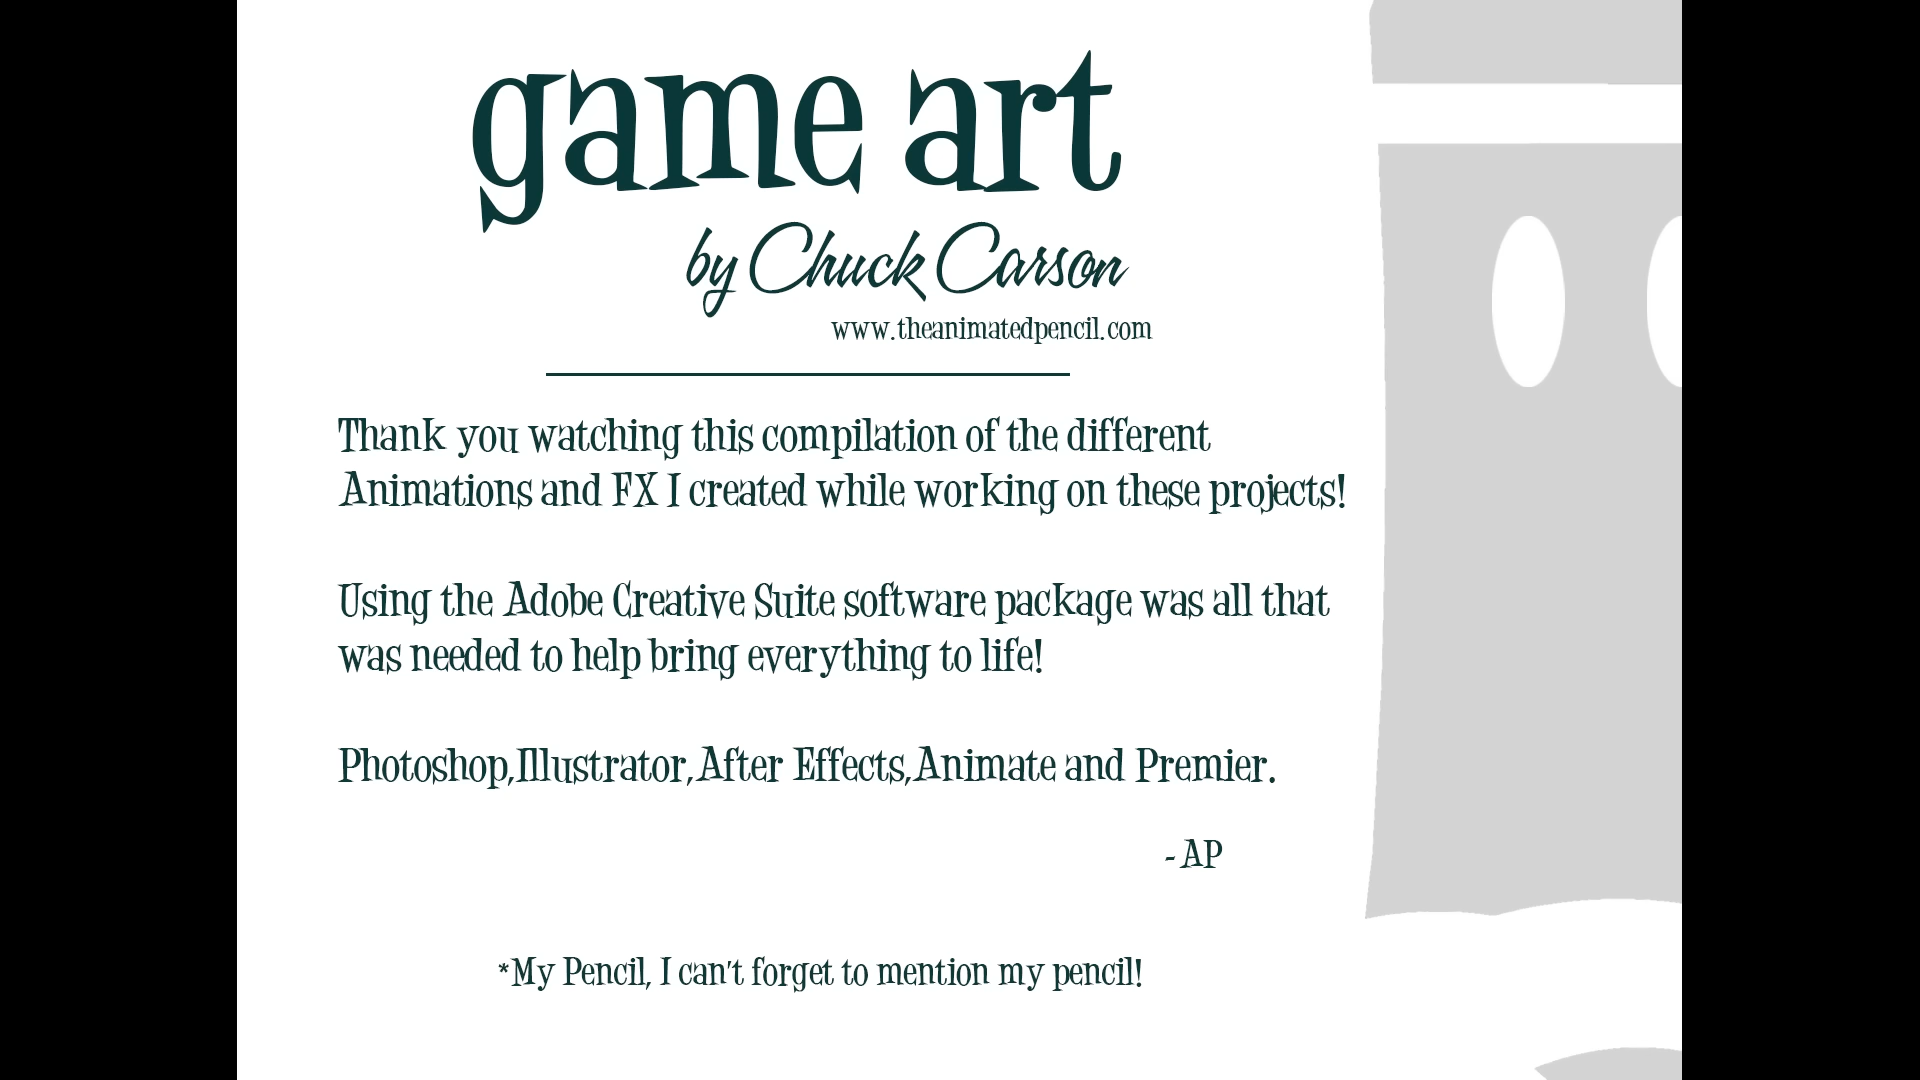 game art
by Chuck Carson
www.theanimatedpencil.com
Thank you watching this compilation of the different
Animations and FX I created while working on these projects!
Using the Adobe Creative Suite software package was all that
was needed to help bring everything to life!
Photoshop,Illustrator,After Effects,Animate and Premier.
- AP
*My Pencil, I can't forget to mention my pencil!